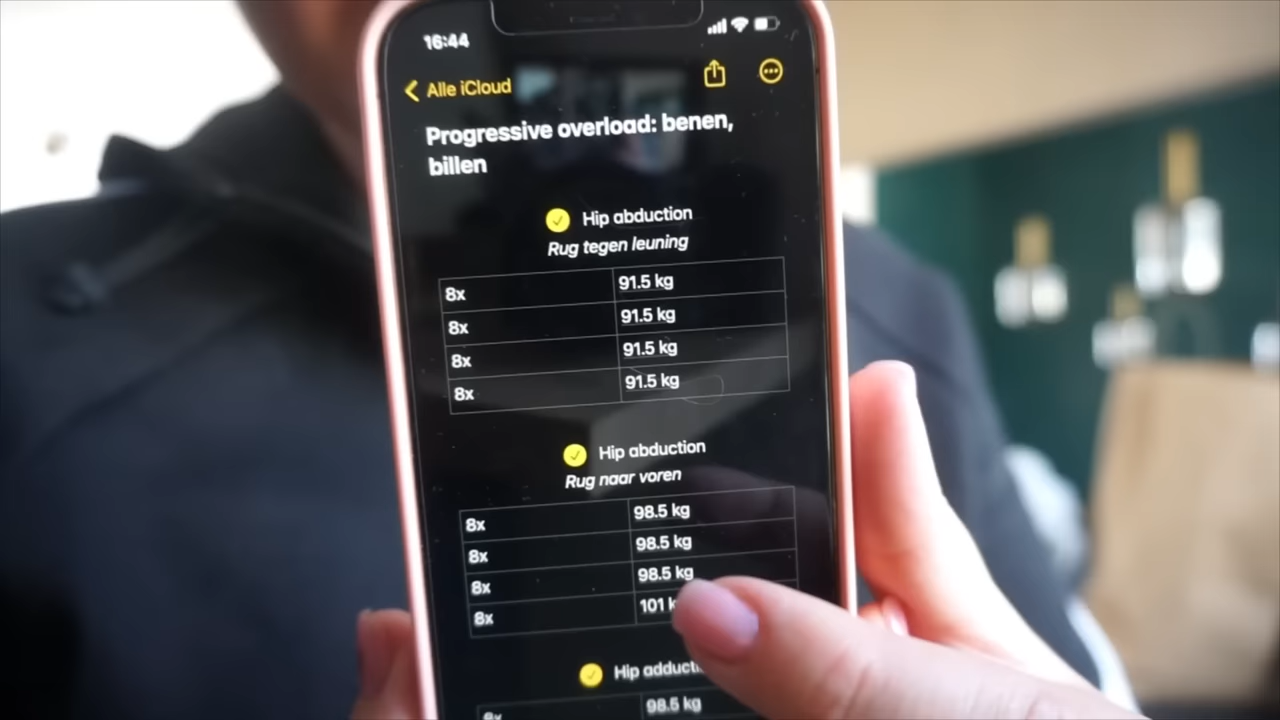 16:44
Alle iCloud
Progressive overload: benen,
billen
Hip abduction
Rug tegen leuning
8x 91.5 kg
8x 91.5 kg
8x 91.5 kg
8x 91.5 kg
Hip abduction
Rug naar voren
8x 98.5 kg
8x 98.5 kg
8x 98.5 kg
8x 101
Hip
98.5 kg